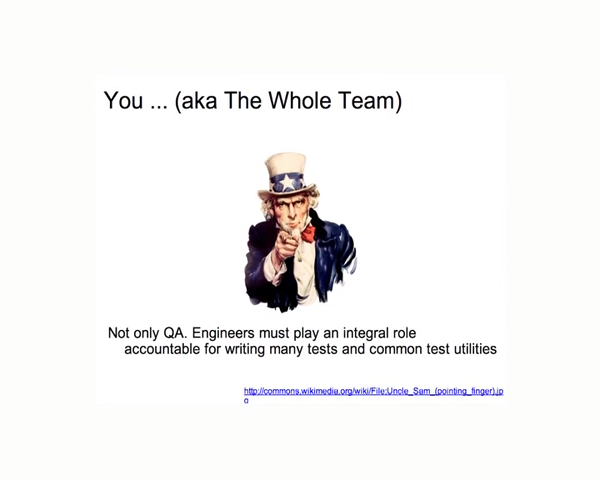 You ... (aka The Whole Team)
Not only QA. Engineers must play an integral role
accountable for writing many tests and common test utilities
http://commons.wikimedia.org/wiki/File:Uncle_Sam_(pointing_finger).jp
g